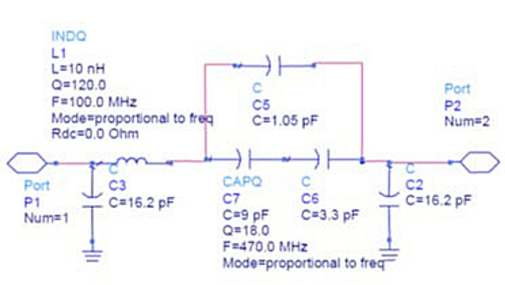 INDQ
L1
L=10 nH
Q=120.0
F=100.0 MHz
Mode=proportional to freq
Rdc=0.0 Ohm
C
C5
C=1.05 pF
Port
P2
Num=2
Port
P1
Num=1
C
C3
C=16.2 pF
CAPQ
C7
C=9 pF
Q=18.0
F=470.0 MHz
Mode=proportional to freq
C
C6
C=3.3 pF
C
C2
C=16.2 pF